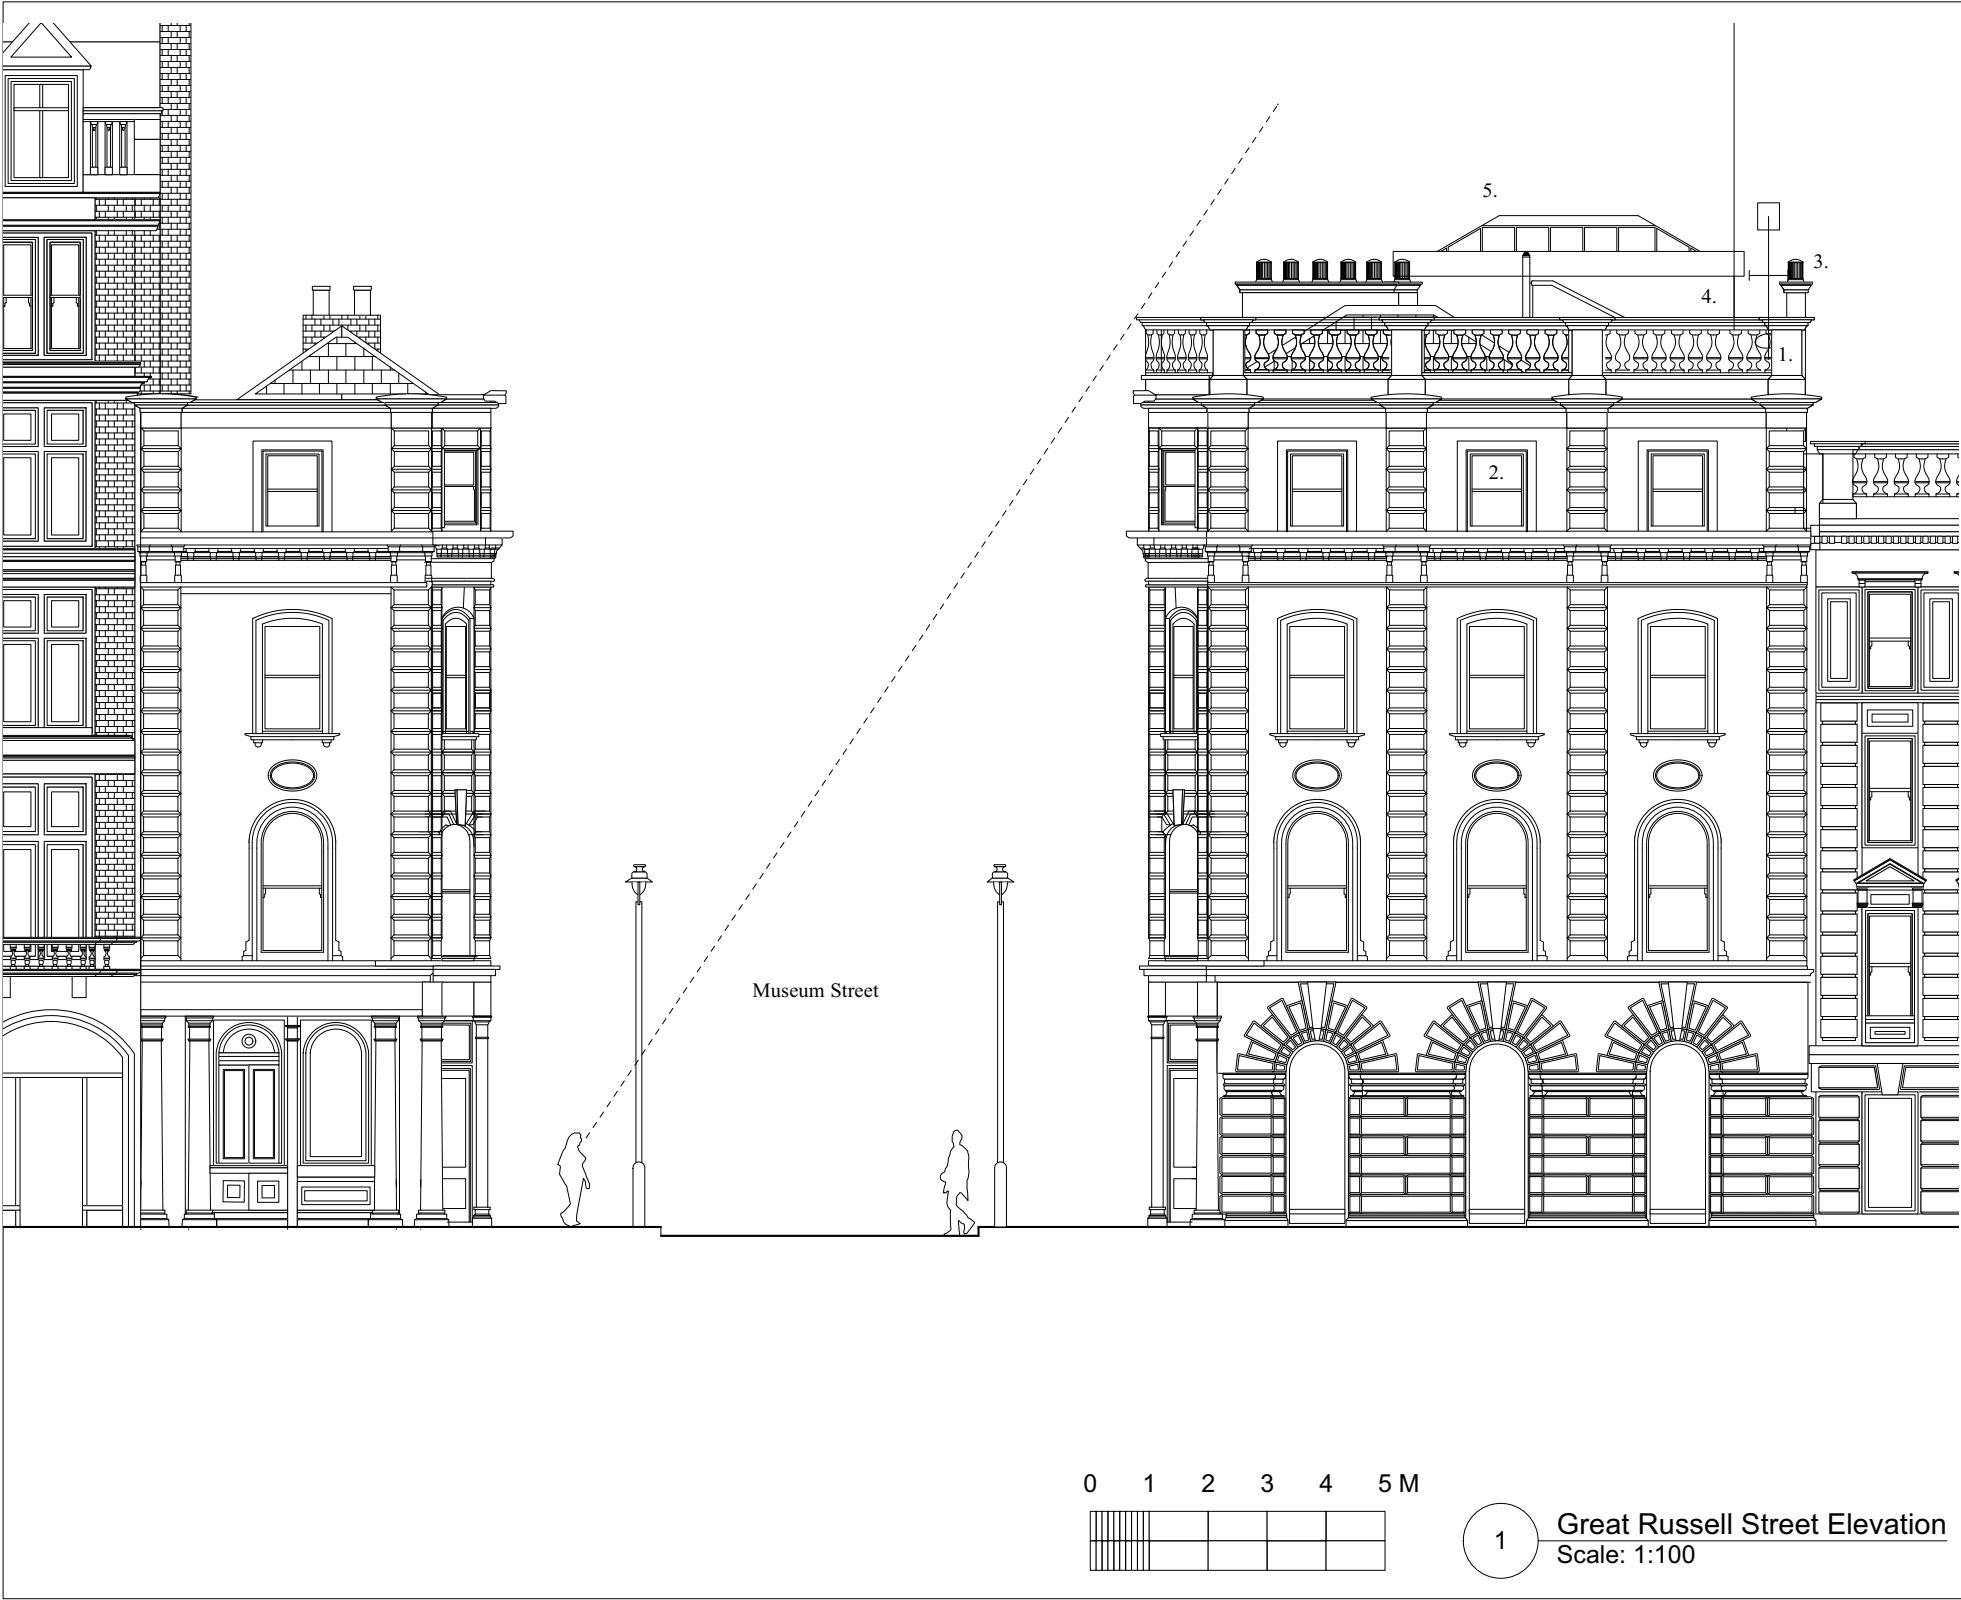 5.
3.
4.
1.
2.
Museum Street
0 1 2 3 4 5 M
1
Great Russell Street Elevation
Scale: 1:100